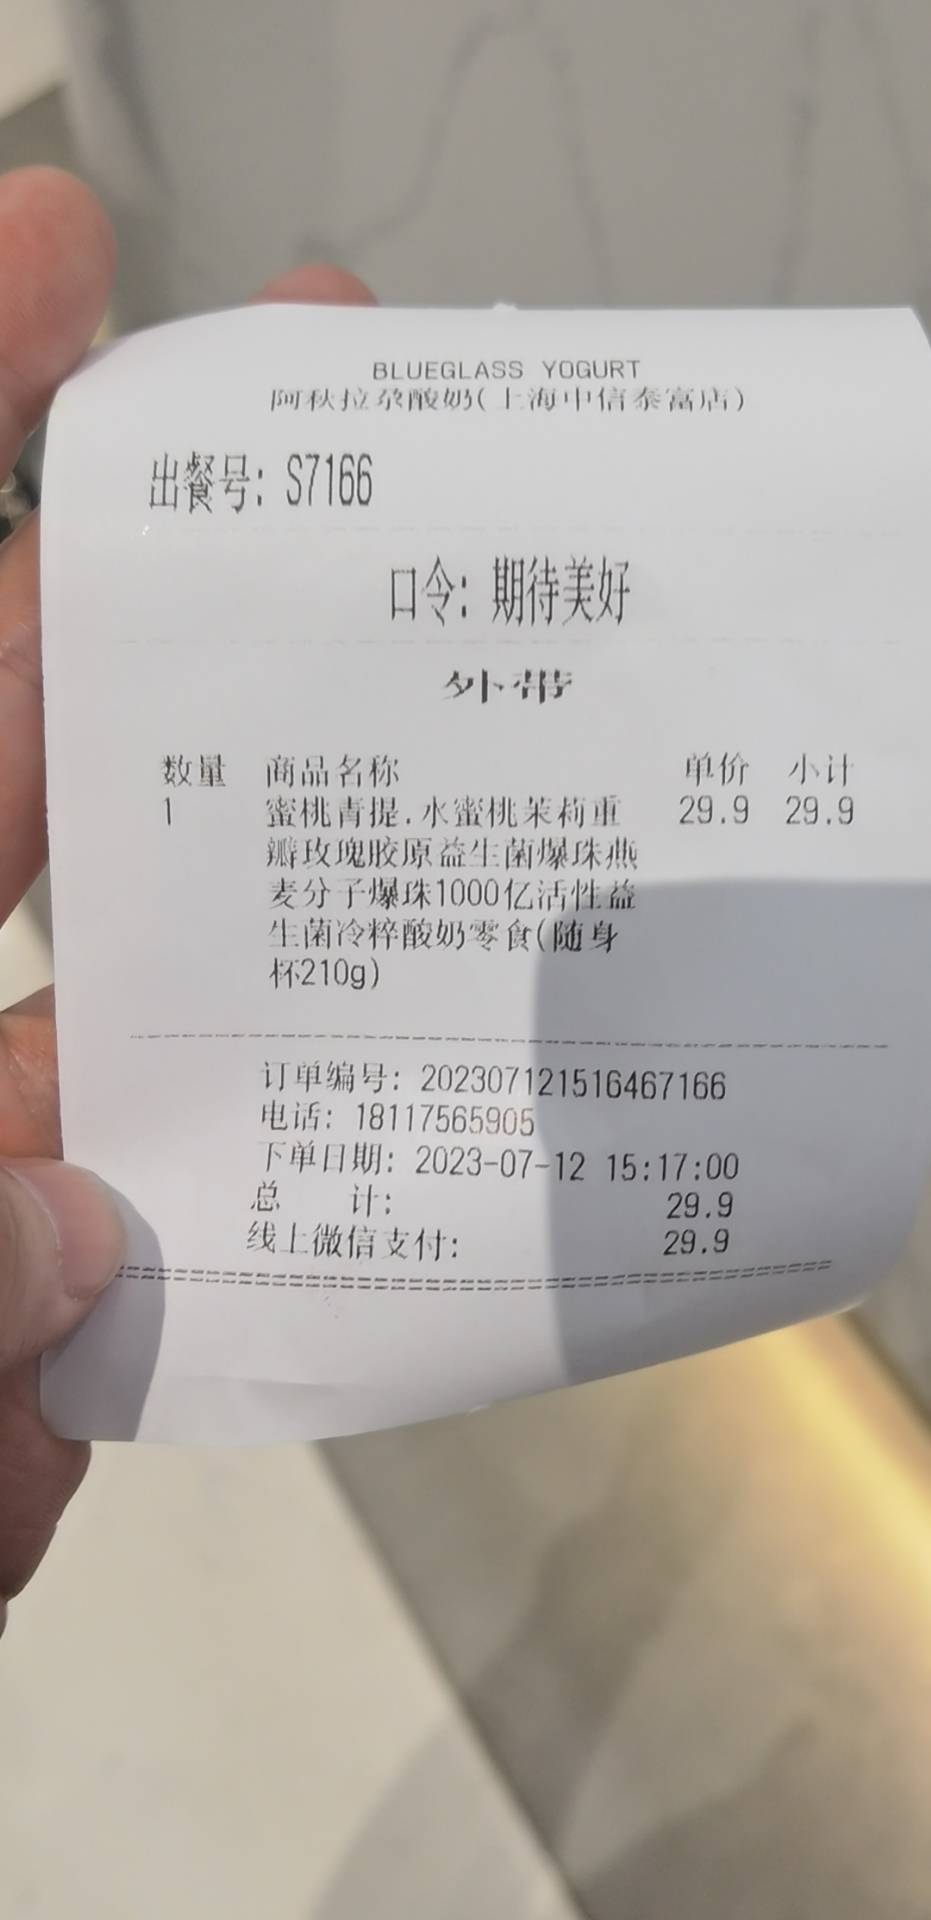 BLUEGLASS YOGURT
阿秋拉尕酸奶(上海中信泰富店)
出餐号: S7166
口令: 期待美好
外带
数量 商品名称 单价 小计
1 蜜桃青提.水蜜桃茉莉重 29.9 29.9
瓣玫瑰胶原益生菌爆珠燕
麦分子爆珠1000亿活性益
生菌冷粹酸奶零食(随身
杯210g)
订单编号: 202307121516467166
电话: 18117565905
下单日期: 2023-07-12 15:17:00
总 计: 29.9
线上微信支付: 29.9